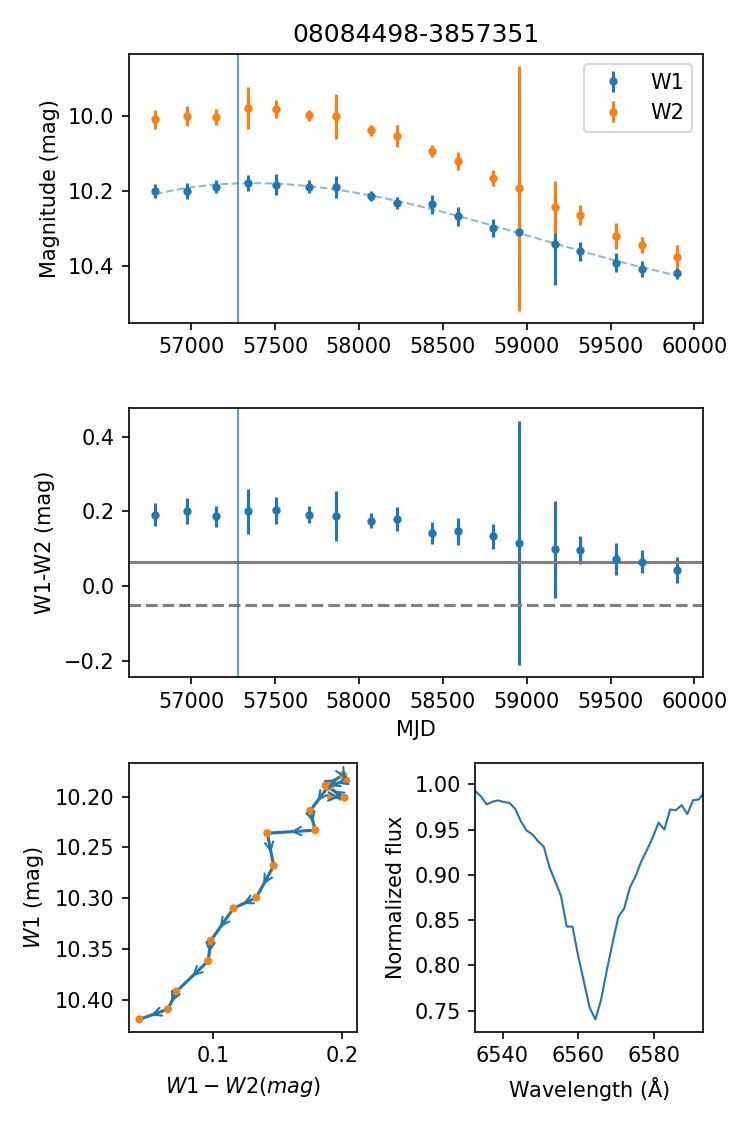 08084498-3857351
W1
W2
Magnitude (mag)
10.0
10.2
10.4
57000 57500 58000 58500 59000 59500 60000
W1-W2 (mag)
0.4
0.2
0.0
−0.2
57000 57500 58000 58500 59000 59500 60000
MJD
W1 (mag)
10.20
10.25
10.30
10.35
10.40
0.1 0.2
W1 − W2(mag)
Normalized flux
1.00
0.95
0.90
0.85
0.80
0.75
6540 6560 6580
Wavelength (Å)